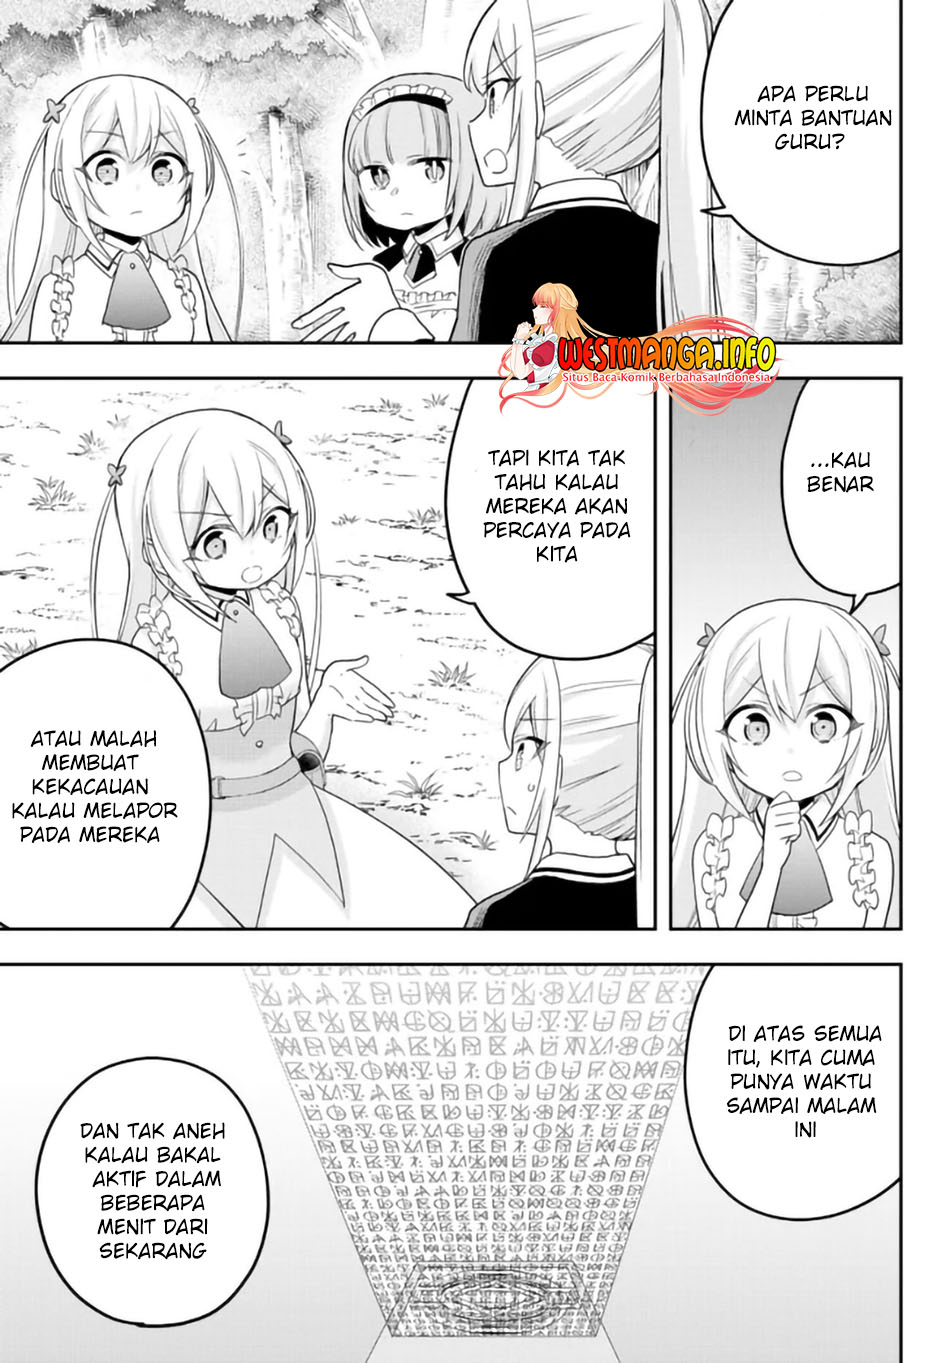 APA PERLU
MINTA BANTUAN
GURU?
WESTMANGA.INFO
Situs Baca Komik Berbahasa Indonesia
...KAU
BENAR
TAPI KITA TAK
TAHU KALAU
MEREKA AKAN
PERCAYA PADA
KITA
ATAU MALAH
MEMBUAT
KEKACAUAN
KALAU MELAPOR
PADA MEREKA
DI ATAS SEMUA
ITU, KITA CUMA
PUNYA WAKTU
SAMPAI MALAM
INI
DAN TAK ANEH
KALAU BAKAL
AKTIF DALAM
BEBERAPA
MENIT DARI
SEKARANG